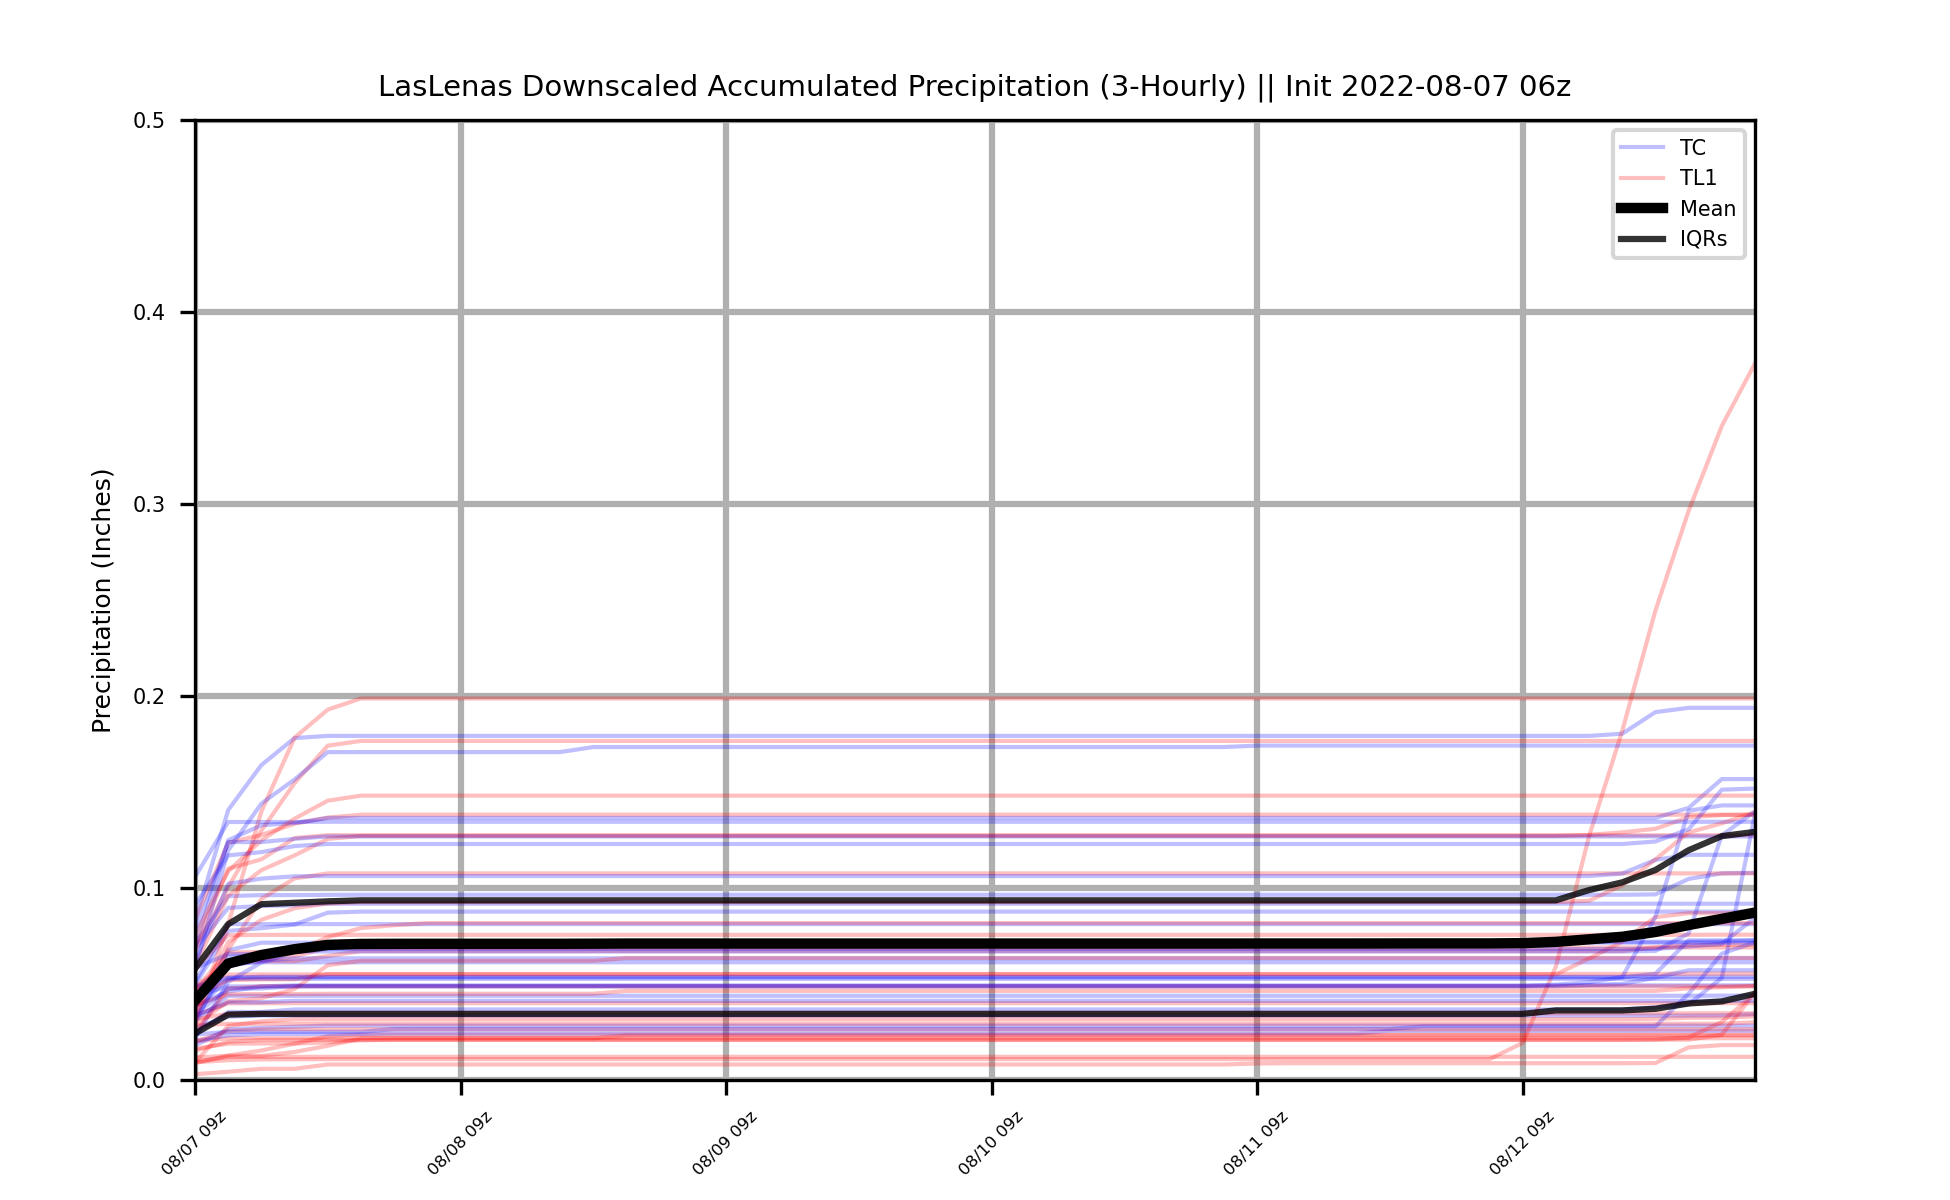 LasLenas Downscaled Accumulated Precipitation (3-Hourly) || Init 2022-08-07 06z
Precipitation (Inches)
0.5
0.4
0.3
0.2
0.1
0.0
TC
TL1
Mean
IQRs
08/07 09z
08/08 09z
08/09 09z
08/10 09z
08/11 09z
08/12 09z